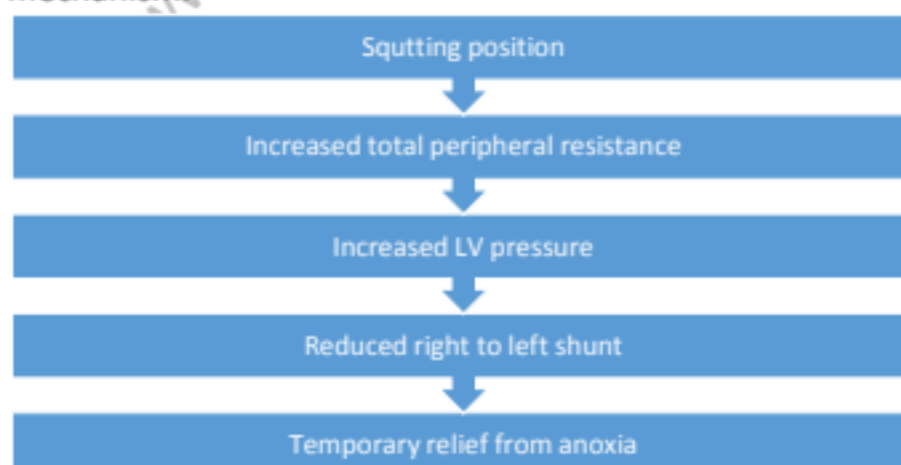 Squtting position
Increased total peripheral resistance
Increased LV pressure
Reduced right to left shunt
Temporary relief from anoxia